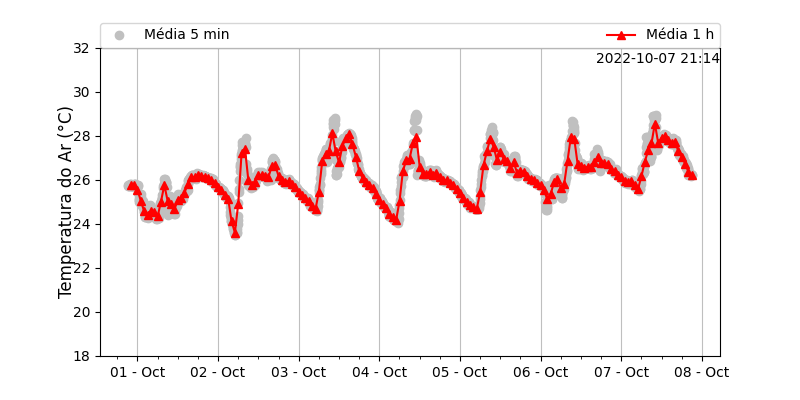 Média 5 min
Média 1 h
2022-10-07 21:14
Temperatura do Ar (°C)
32
30
28
26
24
22
20
18
01 - Oct
02 - Oct
03 - Oct
04 - Oct
05 - Oct
06 - Oct
07 - Oct
08 - Oct